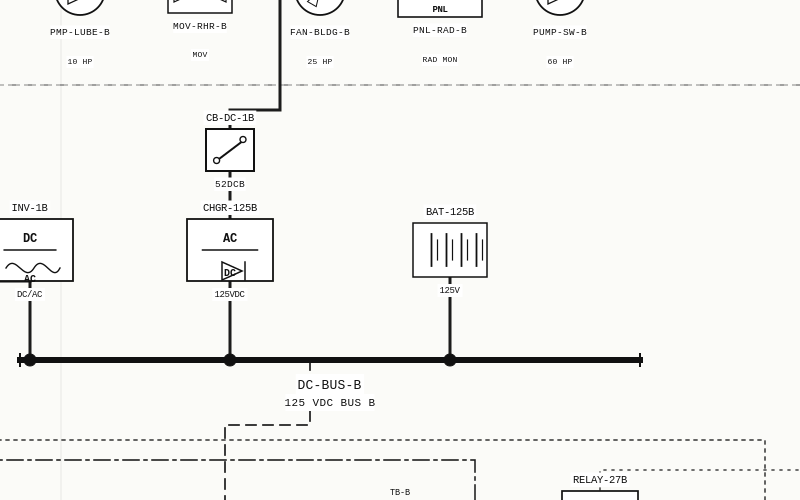 PNL
PMP-LUBE-B
MOV-RHR-B
FAN-BLDG-B
PNL-RAD-B
PUMP-SW-B
10 HP
MOV
25 HP
RAD MON
60 HP
CB-DC-1B
52DCB
INV-1B
CHGR-125B
BAT-125B
DC
AC
AC
DC
DC/AC
125VDC
125V
DC-BUS-B
125 VDC BUS B
RELAY-27B
TB-B